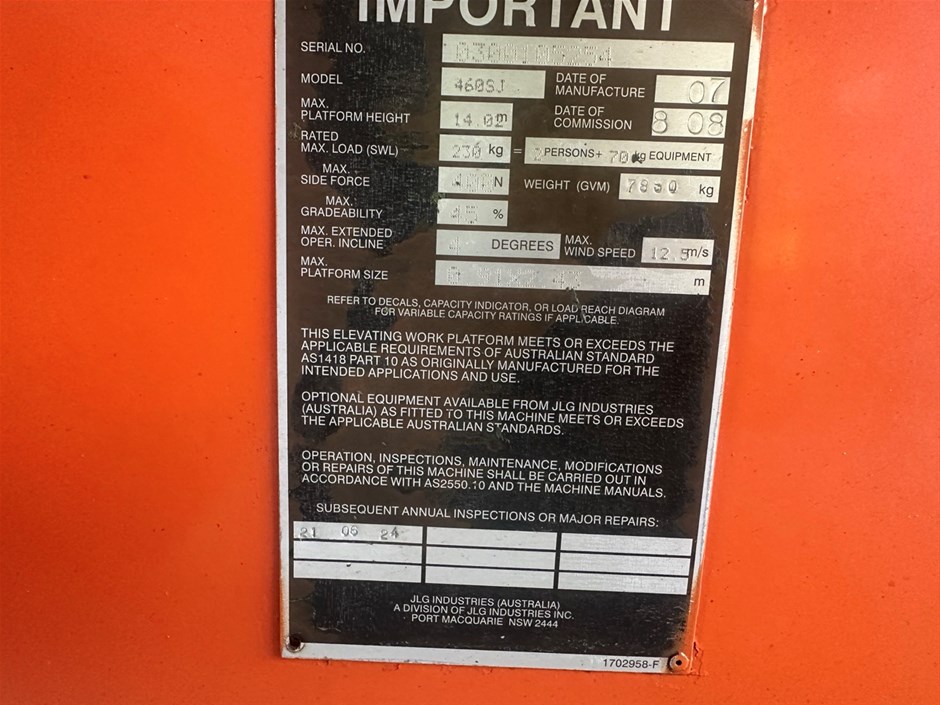 IMPORTANT
SERIAL NO.
MODEL 460SJ DATE OF MANUFACTURE 07
MAX. PLATFORM HEIGHT 14.02 m DATE OF COMMISSION 8 08
RATED MAX. LOAD (SWL) 230 kg = PERSONS+ 70 kg EQUIPMENT
MAX. SIDE FORCE N WEIGHT (GVM) kg
MAX. GRADEABILITY 45 %
MAX. EXTENDED OPER. INCLINE DEGREES MAX. WIND SPEED 12.5 m/s
MAX. PLATFORM SIZE m
REFER TO DECALS, CAPACITY INDICATOR, OR LOAD REACH DIAGRAM
FOR VARIABLE CAPACITY RATINGS IF APPLICABLE.
THIS ELEVATING WORK PLATFORM MEETS OR EXCEEDS THE
APPLICABLE REQUIREMENTS OF AUSTRALIAN STANDARD
AS1418 PART 10 AS ORIGINALLY MANUFACTURED FOR THE
INTENDED APPLICATIONS AND USE.
OPTIONAL EQUIPMENT AVAILABLE FROM JLG INDUSTRIES
(AUSTRALIA) AS FITTED TO THIS MACHINE MEETS OR EXCEEDS
THE APPLICABLE AUSTRALIAN STANDARDS.
OPERATION, INSPECTIONS, MAINTENANCE, MODIFICATIONS
OR REPAIRS OF THIS MACHINE SHALL BE CARRIED OUT IN
ACCORDANCE WITH AS2550.10 AND THE MACHINE MANUALS.
SUBSEQUENT ANNUAL INSPECTIONS OR MAJOR REPAIRS:
21 06 24
JLG INDUSTRIES (AUSTRALIA)
A DIVISION OF JLG INDUSTRIES INC.
PORT MACQUARIE NSW 2444
1702958-F